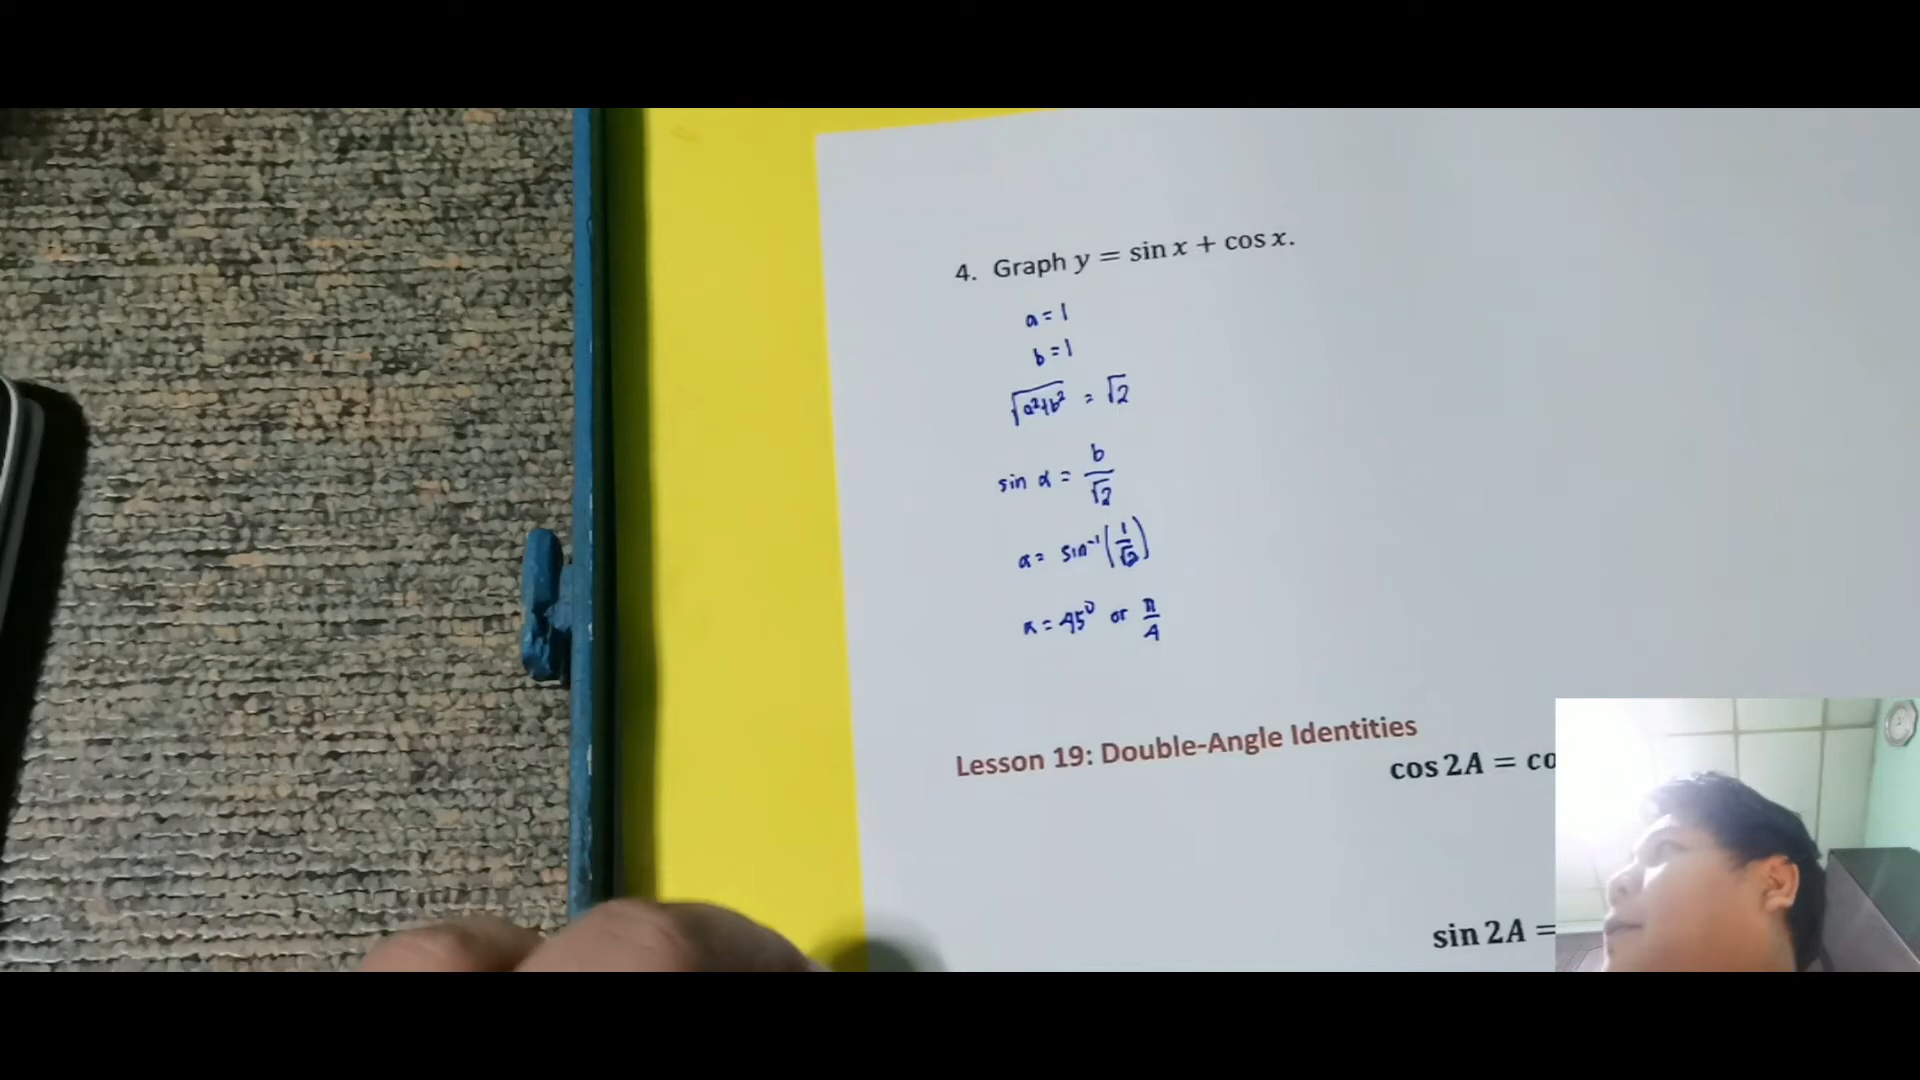 4. Graph y = sin x + cos x.
a = 1
b = 1
√(a²+b²) = √2
sin α = b/√2
α = sin⁻¹(1/√2)
α = 45° or π/4
Lesson 19: Double-Angle Identities
cos 2A = co
sin 2A =